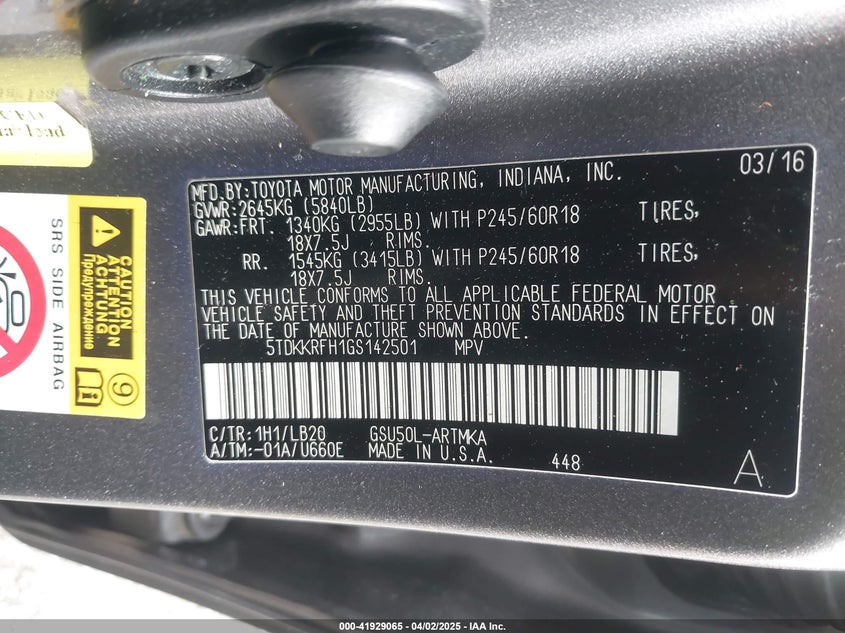 MFD.BY:TOYOTA MOTOR MANUFACTURING, INDIANA, INC. 03/16
GVWR:2645KG (5840LB)
GAWR:FRT. 1340KG (2955LB) WITH P245/60R18 TIRES,
18X7.5J RIMS.
RR. 1545KG (3415LB) WITH P245/60R18 TIRES,
18X7.5J RIMS.
THIS VEHICLE CONFORMS TO ALL APPLICABLE FEDERAL MOTOR
VEHICLE SAFETY AND THEFT PREVENTION STANDARDS IN EFFECT ON
THE DATE OF MANUFACTURE SHOWN ABOVE.
5TDKKRFH1GS142501 MPV
C/TR:1H1/LB20 GSU50L-ARTMKA
A/TM:-01A/U660E MADE IN U.S.A. 448 A
SRS SIDE AIRBAG
CAUTION
ATTENTION
ACHTUNG
Предупреждение
9
000-41929065 - 04/02/2025 - IAA Inc.